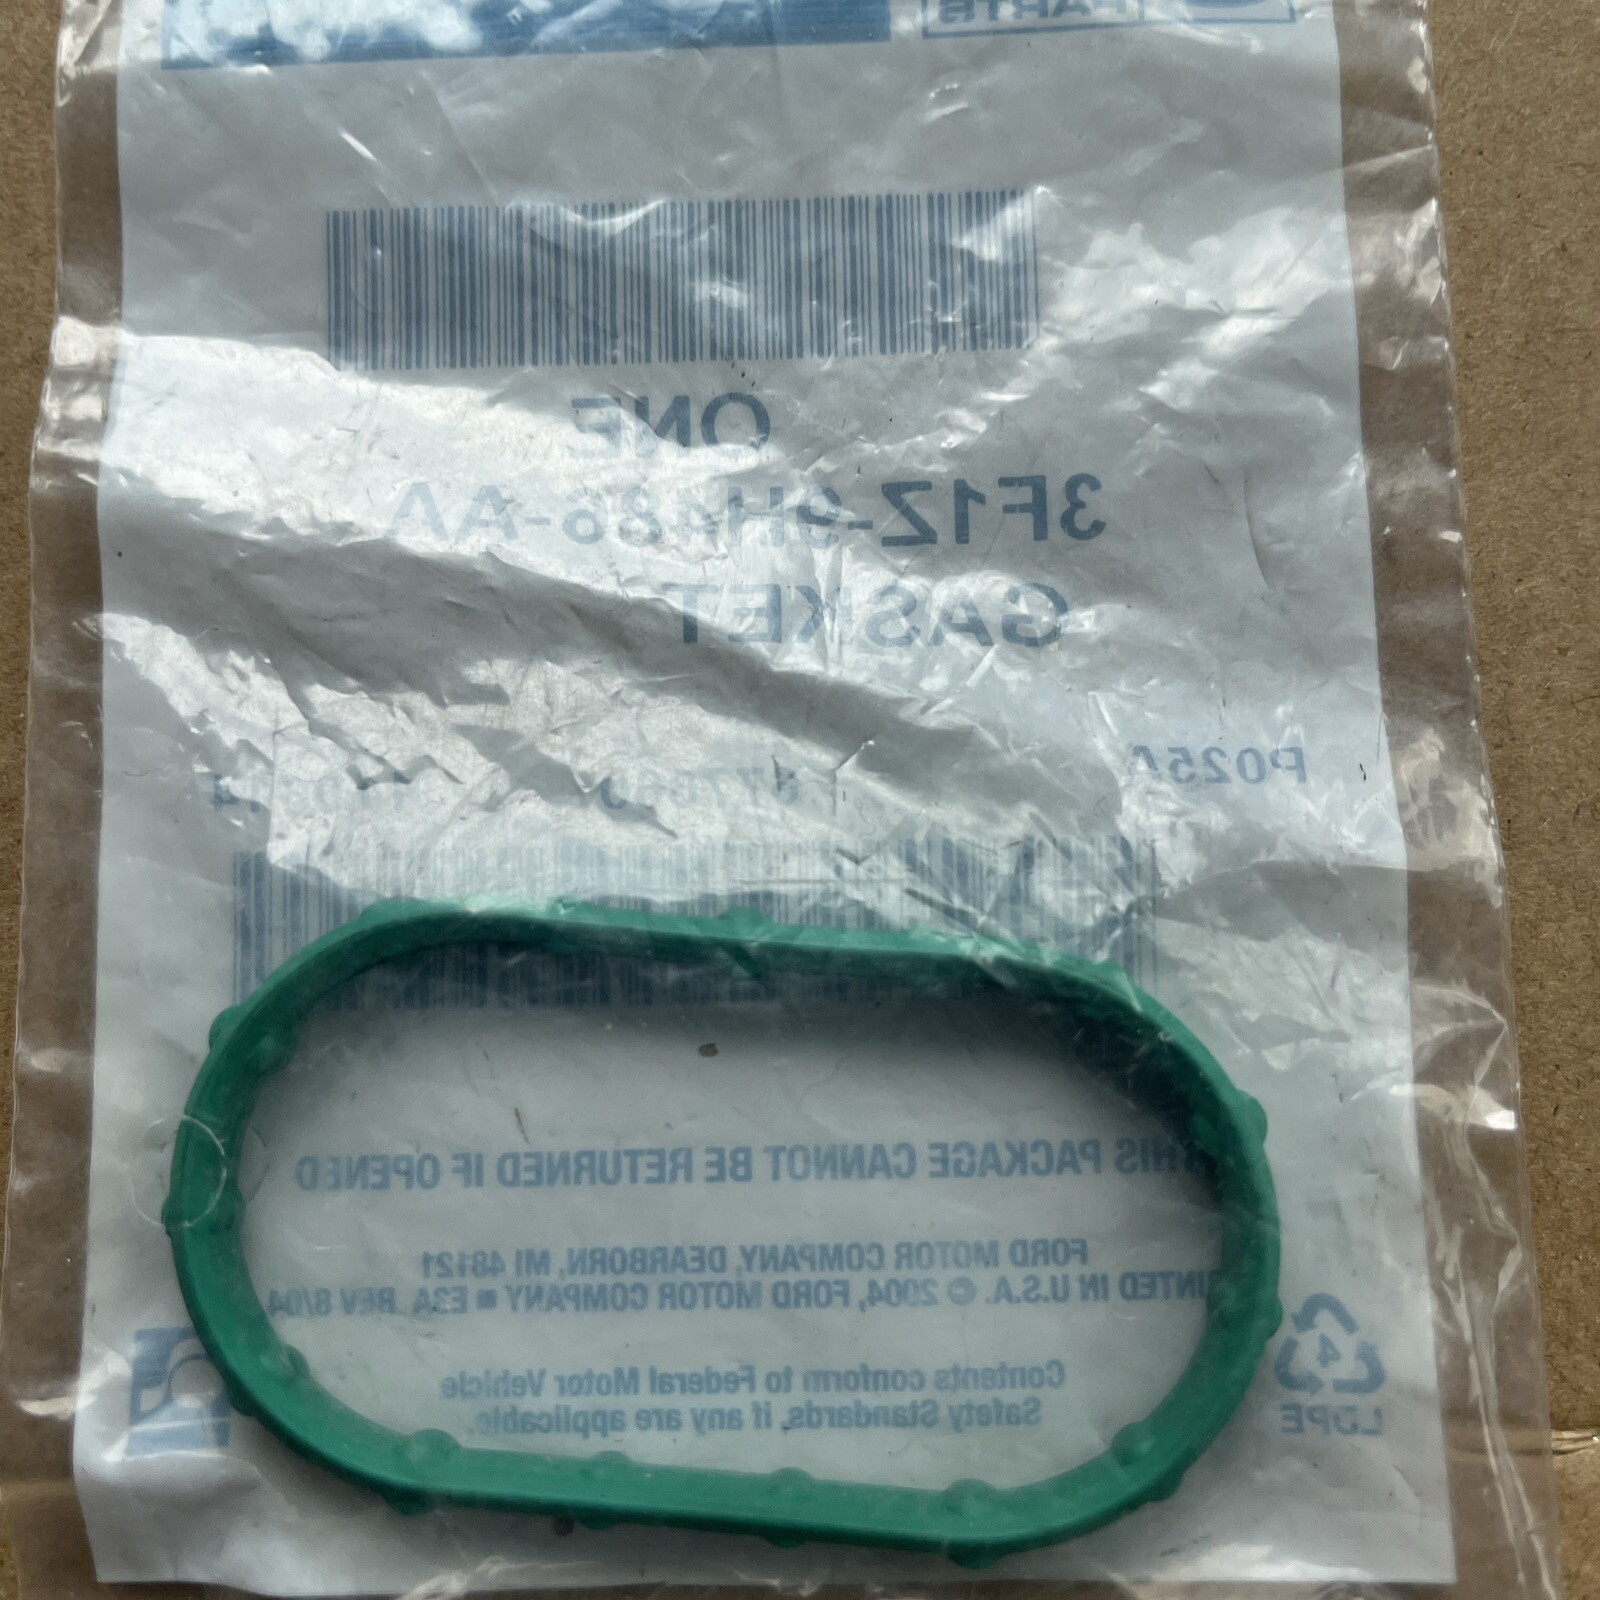 PARTS
ONE
3F1Z-9H486-AA
GASKET
P025A
THIS PACKAGE CANNOT BE RETURNED IF OPENED
FORD MOTOR COMPANY, DEARBORN, MI 48121
PRINTED IN U.S.A. © 2004, FORD MOTOR COMPANY ■ E3A REV 8/04
Contents conform to Federal Motor Vehicle
Safety Standards, if any are applicable.
4
LDPE